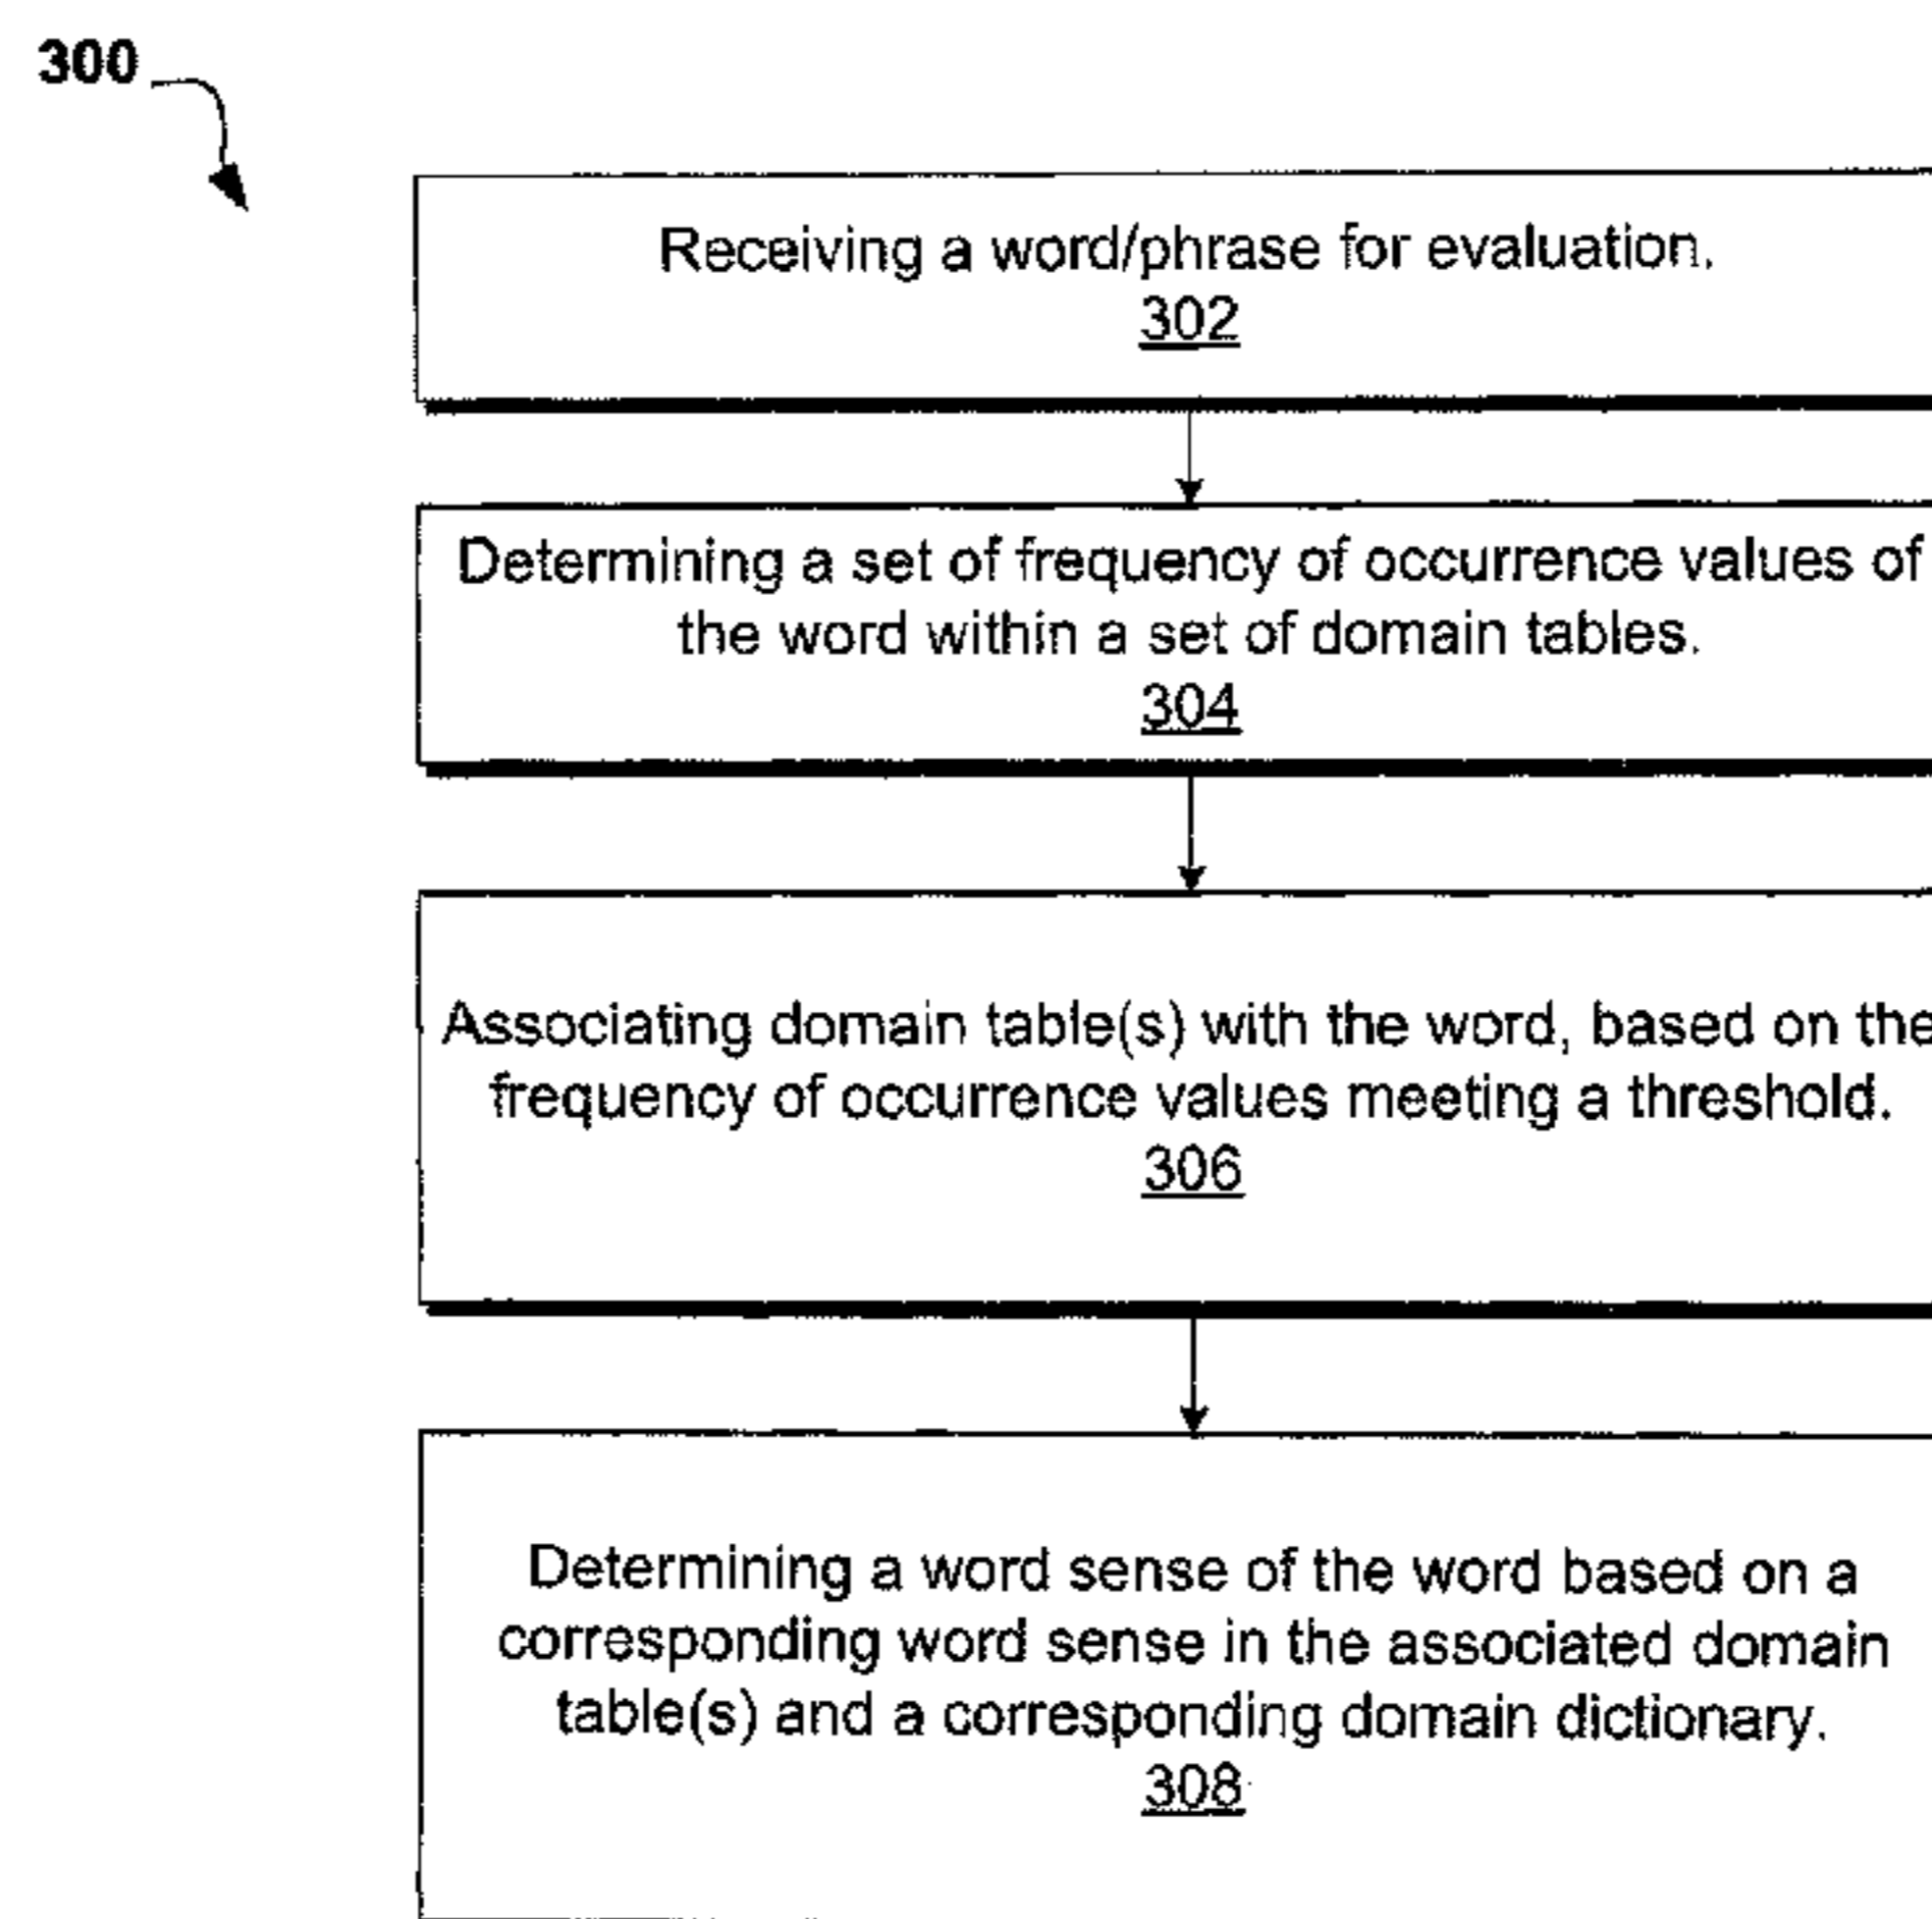 300
Receiving a word/phrase for evaluation.
302
Determining a set of frequency of occurrence values of
the word within a set of domain tables.
304
Associating domain table(s) with the word, based on the
frequency of occurrence values meeting a threshold.
306
Determining a word sense of the word based on a
corresponding word sense in the associated domain
table(s) and a corresponding domain dictionary.
308